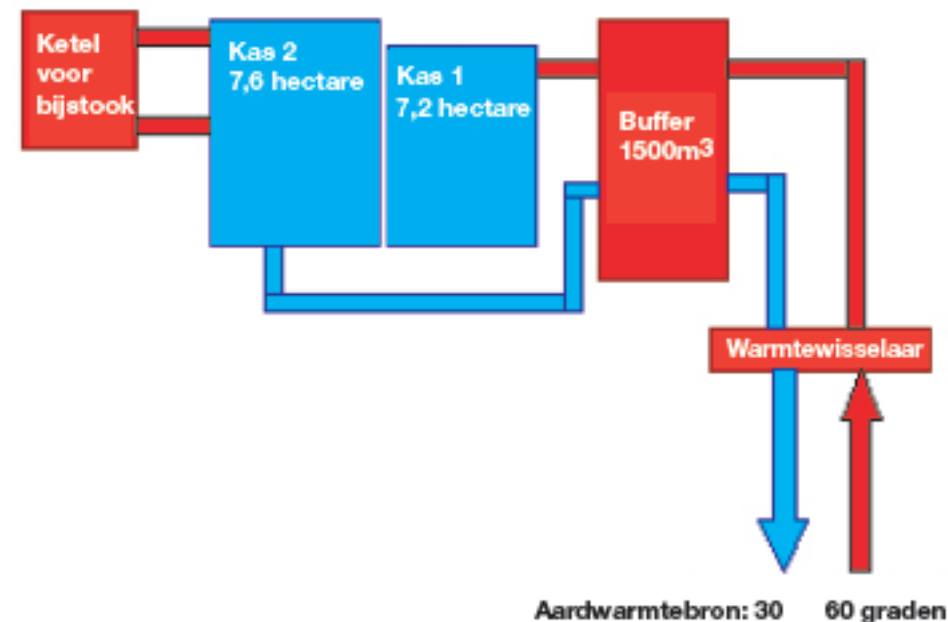 Ketel
voor
bijstook
Kas 2
7,6 hectare
Kas 1
7,2 hectare
Buffer
1500m³
Warmtewisselaar
Aardwarmtebron: 30 60 graden